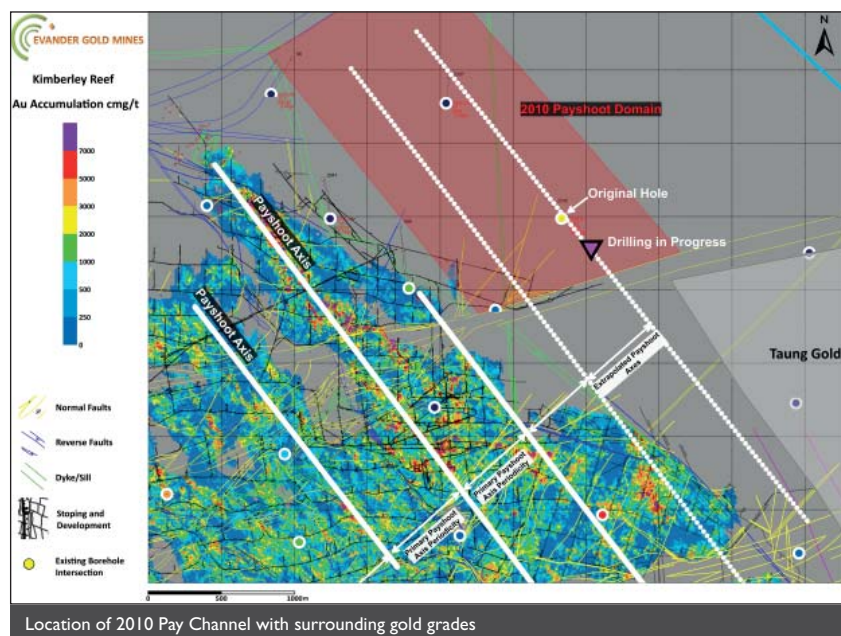 EVANDER GOLD MINES
Kimberley Reef
Au Accumulation cmg/t
7000
5000
3000
2000
1000
500
250
0
Normal Faults
Reverse Faults
Dyke/Sill
Stoping and
Development
Existing Borehole
Intersection
N
2010 Payshoot Domain
Original Hole
Drilling in Progress
Payshoot Axis
Payshoot Axis
Extrapolated Payshoot
Axes
Primary Payshoot
Axis Periodicity
Primary Payshoot
Axis Periodicity
Taung Gold
0
500
1000m
Location of 2010 Pay Channel with surrounding gold grades